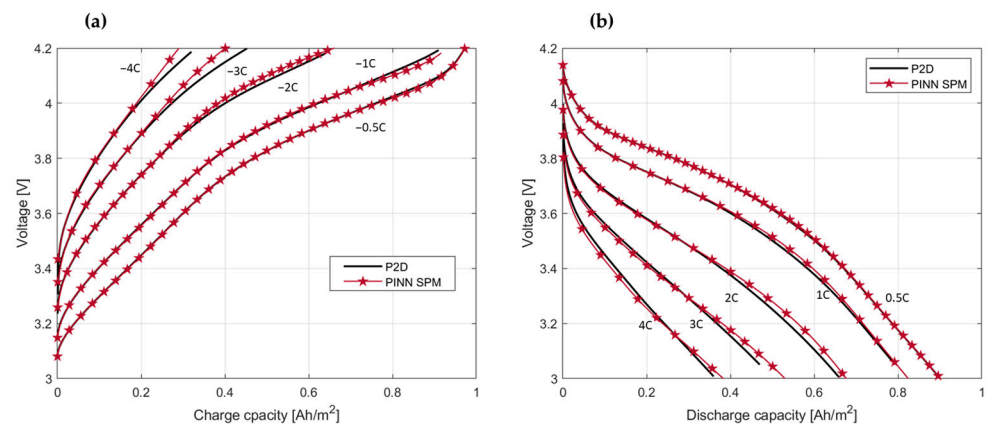 (a)
4.2
4
3.8
3.6
3.4
3.2
3
Voltage [V]
−4C
−3C
−2C
−1C
−0.5C
P2D
PINN SPM
0
0.2
0.4
0.6
0.8
1
Charge cpacity [Ah/m²]
(b)
4.2
4
3.8
3.6
3.4
3.2
3
Voltage [V]
P2D
PINN SPM
4C
3C
2C
1C
0.5C
0
0.2
0.4
0.6
0.8
1
Discharge capacity [Ah/m²]